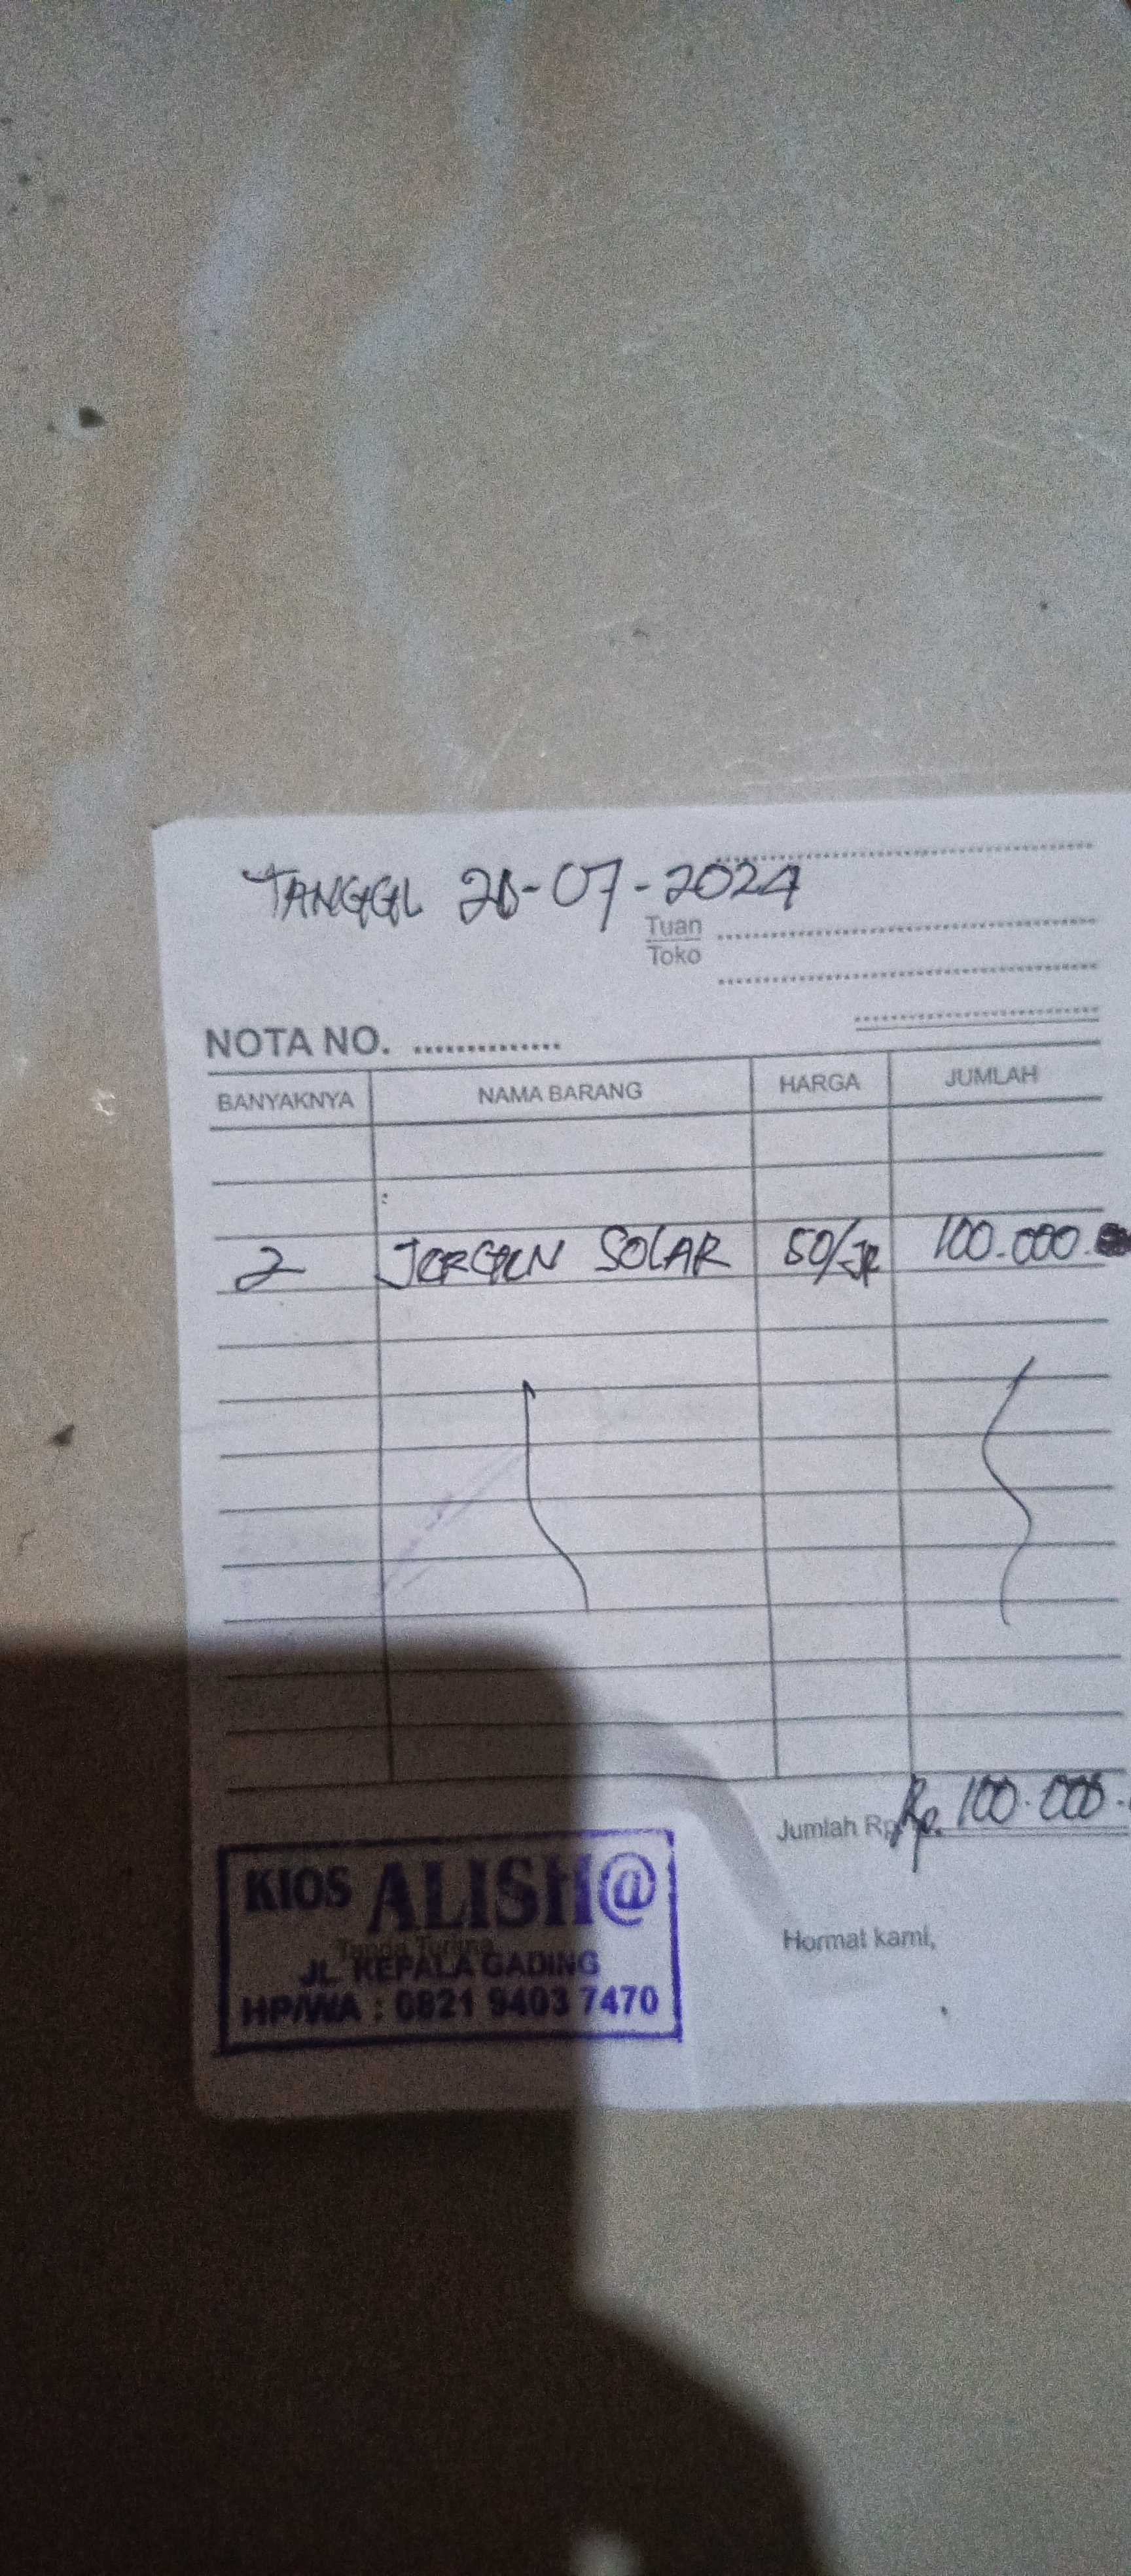 TANGGAL 26-07-2024
Tuan
Toko
NOTA NO. ..............
BANYAKNYA NAMA BARANG HARGA JUMLAH
2 JERGEN SOLAR 50/JR 100.000
Jumlah Rp Rp. 100.000.
KIOS ALISH@
Tanda Terima
JL. KEPALA GADING
HP/WA : 0821 9403 7470
Hormat kami,